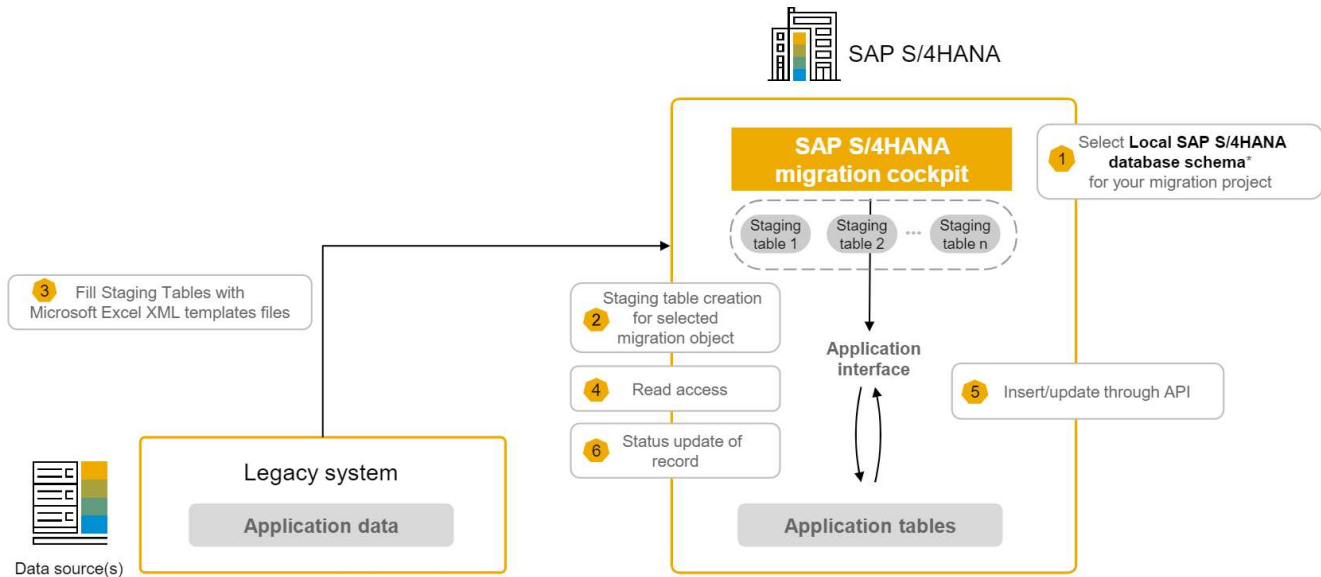 SAP S/4HANA
SAP S/4HANA
migration cockpit
1
Select Local SAP S/4HANA
database schema*
for your migration project
Staging
table 1
Staging
table 2
...
Staging
table n
3
Fill Staging Tables with
Microsoft Excel XML templates files
2
Staging table creation
for selected
migration object
Application
interface
4
Read access
5
Insert/update through API
6
Status update of
record
Legacy system
Application data
Application tables
Data source(s)